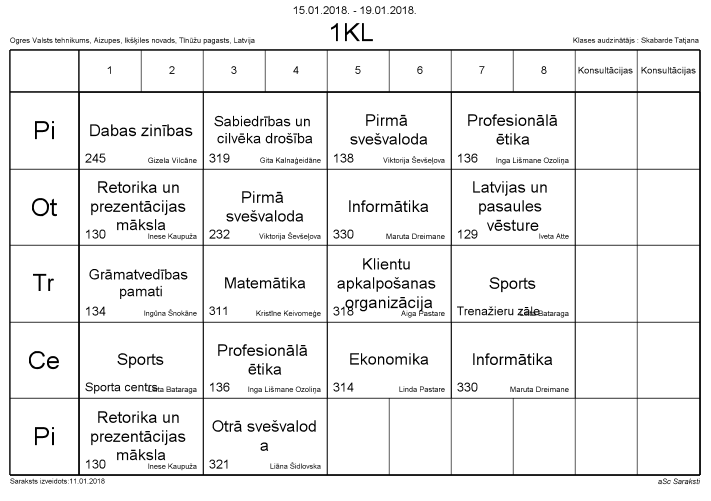 15.01.2018. - 19.01.2018.
1KL
Ogres Valsts tehnikums, Aizupes, Ikšķiles novads, Tīnūžu pagasts, Latvija
Klases audzinātājs : Skabarde Tatjana
1 2 3 4 5 6 7 8 Konsultācijas Konsultācijas
Pi
Dabas zinības
245 Gizela Vilcāne
Sabiedrības un
cilvēka drošība
319 Gita Kalnaģeidāne
Pirmā
svešvaloda
138 Viktorija Ševšeļova
Profesionālā
ētika
136 Inga Lišmane Ozoliņa
Ot
Retorika un
prezentācijas
māksla
130 Inese Kaupuža
Pirmā
svešvaloda
232 Viktorija Ševšeļova
Informātika
330 Maruta Dreimane
Latvijas un
pasaules
vēsture
129 Iveta Atte
Tr
Grāmatvedības
pamati
134 Ingūna Šnokāne
Matemātika
311 Kristīne Keivomeģe
Klientu
apkalpošanas
organizācija
318 Aiga Pastare
Sports
Trenažieru zāle Bataraga
Ce
Sports
Sporta centrs Bataraga
Profesionālā
ētika
136 Inga Lišmane Ozoliņa
Ekonomika
314 Linda Pastare
Informātika
330 Maruta Dreimane
Pi
Retorika un
prezentācijas
māksla
130 Inese Kaupuža
Otrā svešvalod
a
321 Liāna Šidlovska
Saraksts izveidots:11.01.2018
aSc Saraksti